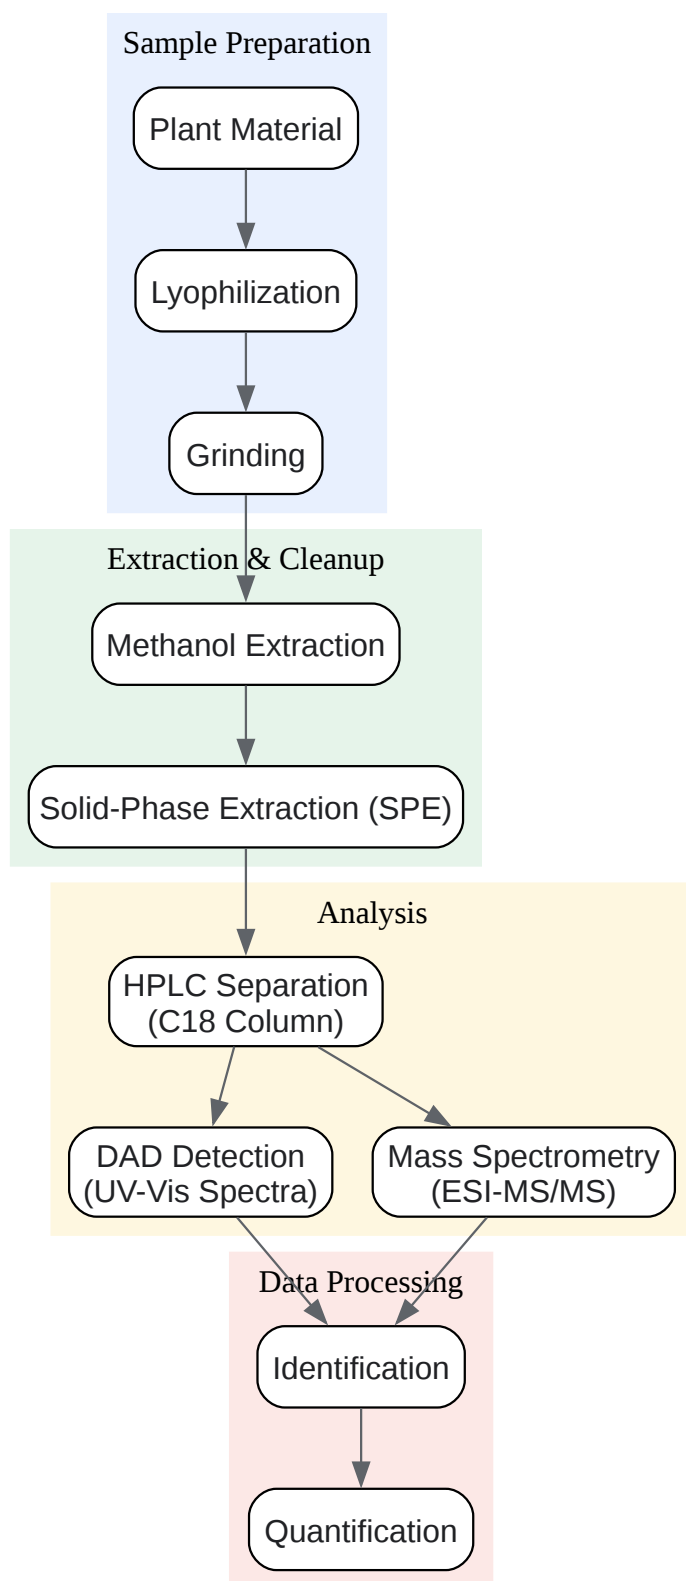 Sample Preparation
Plant Material
Lyophilization
Grinding
Extraction & Cleanup
Methanol Extraction
Solid-Phase Extraction (SPE)
Analysis
HPLC Separation
(C18 Column)
DAD Detection
(UV-Vis Spectra)
Mass Spectrometry
(ESI-MS/MS)
Data Processing
Identification
Quantification